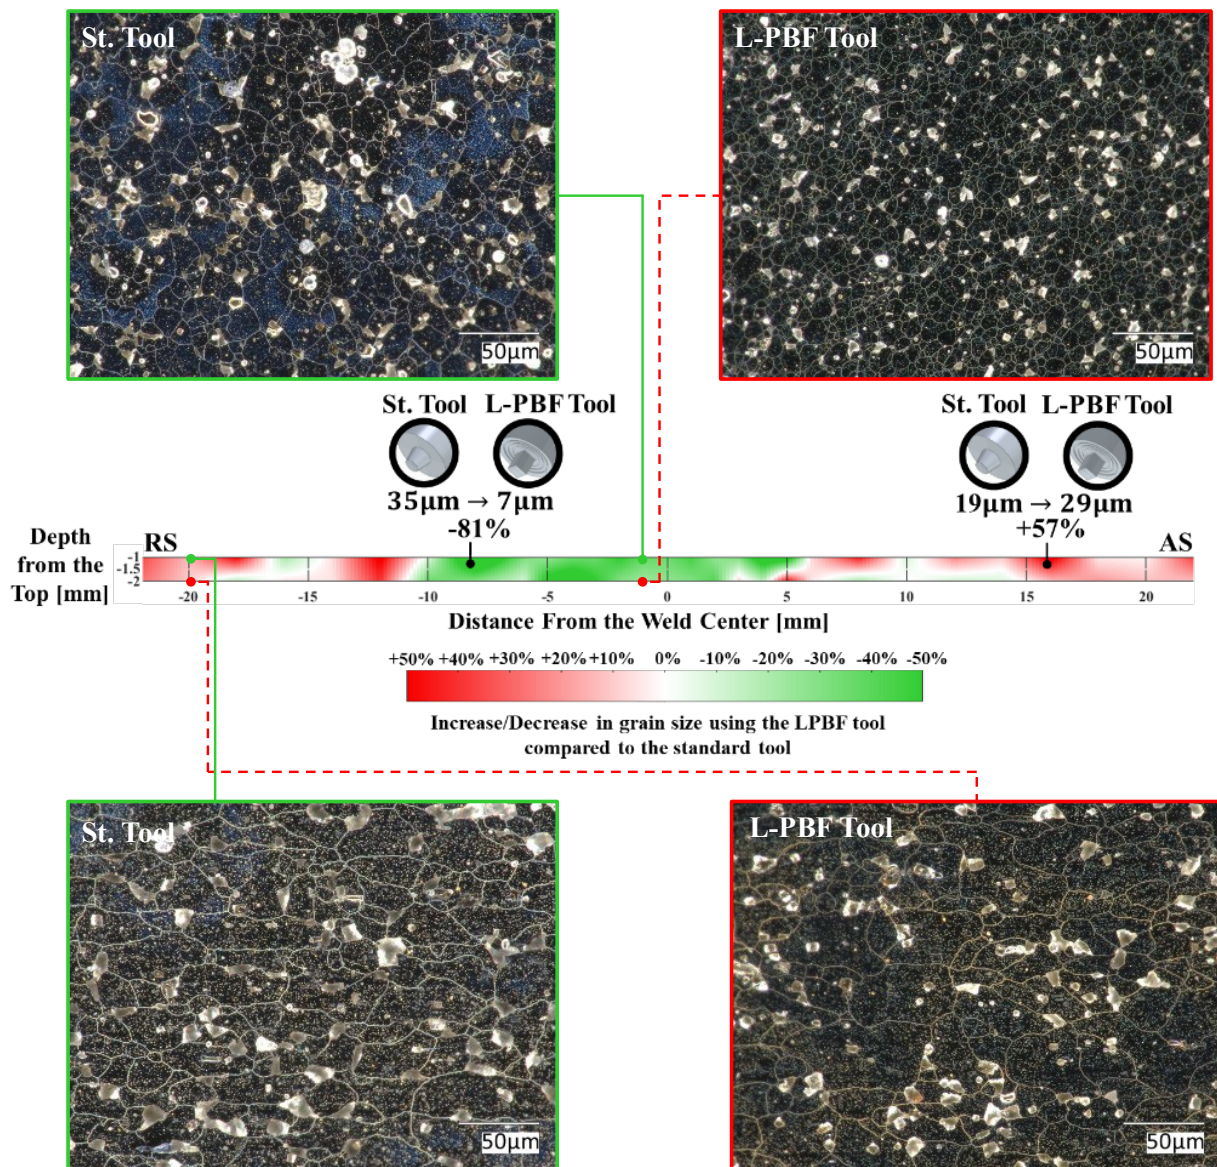 St. Tool
L-PBF Tool
50μm
50μm
St. Tool L-PBF Tool
35μm → 7μm
-81%
St. Tool L-PBF Tool
19μm → 29μm
+57%
Depth
from the
Top [mm]
RS
AS
-1
-1.5
-2
-20 -15 -10 -5 0 5 10 15 20
Distance From the Weld Center [mm]
+50% +40% +30% +20% +10% 0% -10% -20% -30% -40% -50%
Increase/Decrease in grain size using the LPBF tool
compared to the standard tool
St. Tool
L-PBF Tool
50μm
50μm